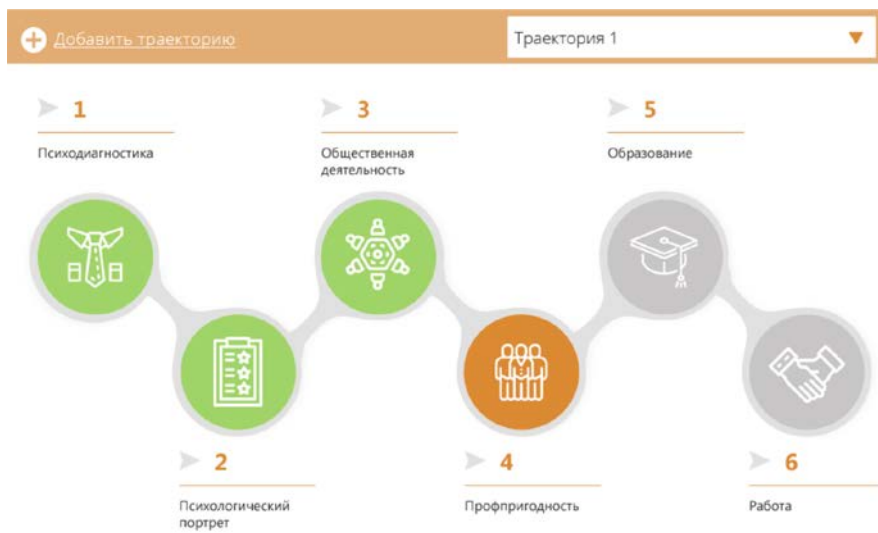 Добавить траекторию
Траектория 1
1
Психодиагностика
3
Общественная
деятельность
5
Образование
2
Психологический
портрет
4
Профпригодность
6
Работа